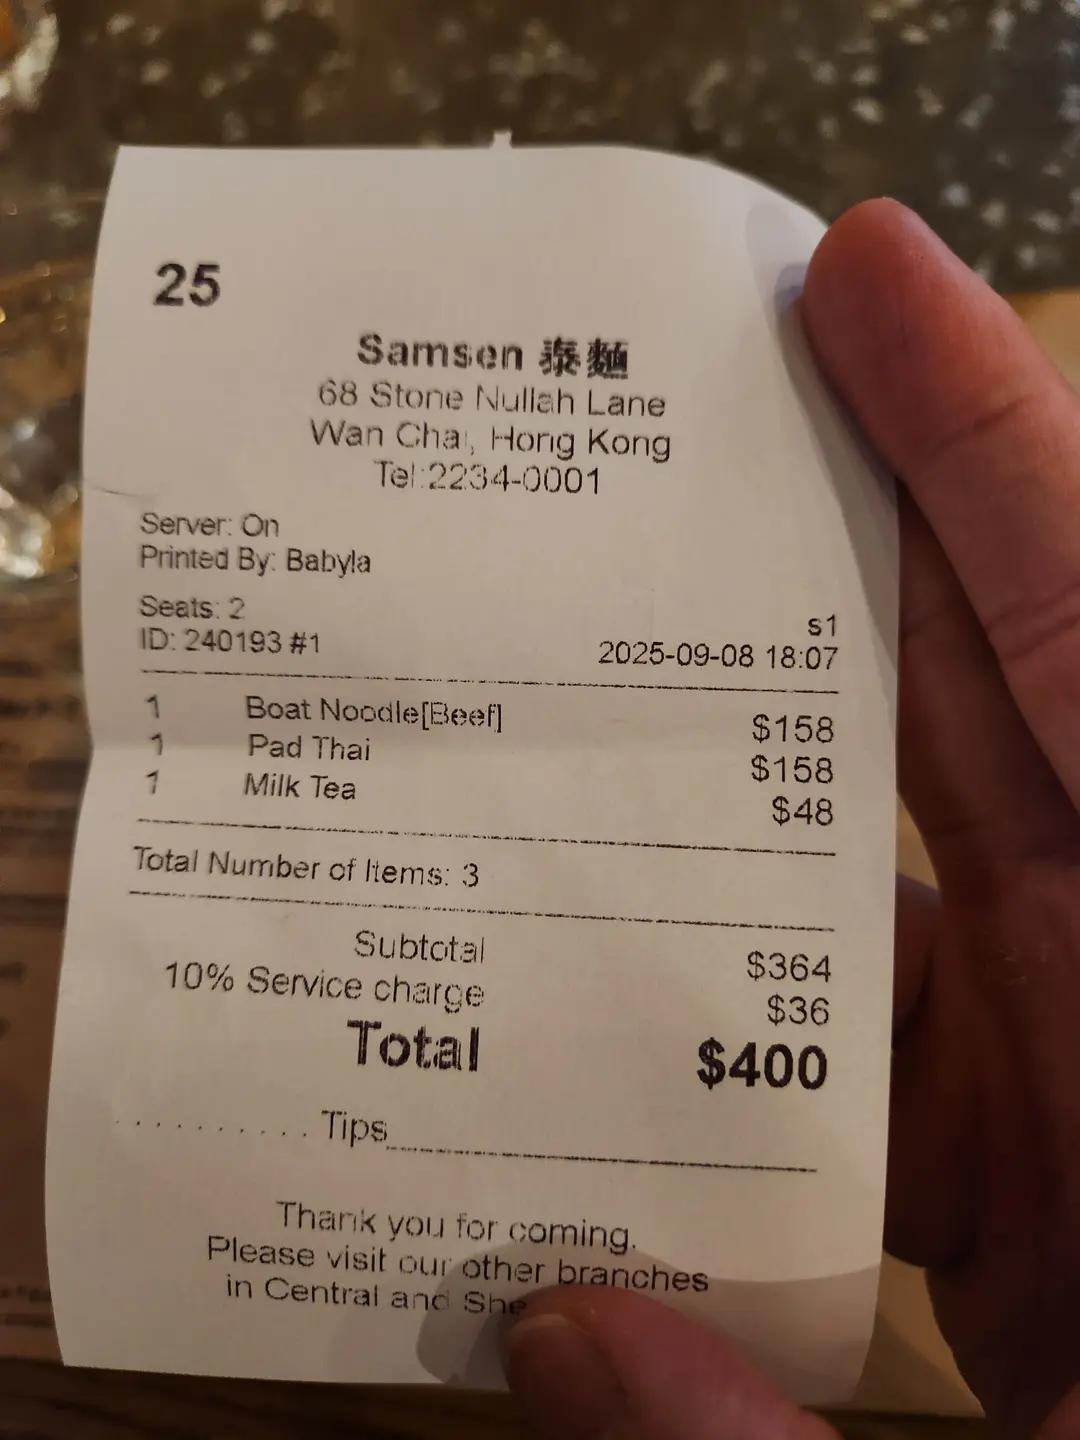 25
Samsen 泰麵
68 Stone Nullah Lane
Wan Chai, Hong Kong
Tel:2234-0001
Server: On
Printed By: Babyla
Seats: 2
s1
ID: 240193 #1 2025-09-08 18:07
1 Boat Noodle[Beef] $158
1 Pad Thai $158
1 Milk Tea $48
Total Number of Items: 3
Subtotal $364
10% Service charge $36
Total $400
.......... Tips
Thank you for coming.
Please visit our other branches
in Central and She